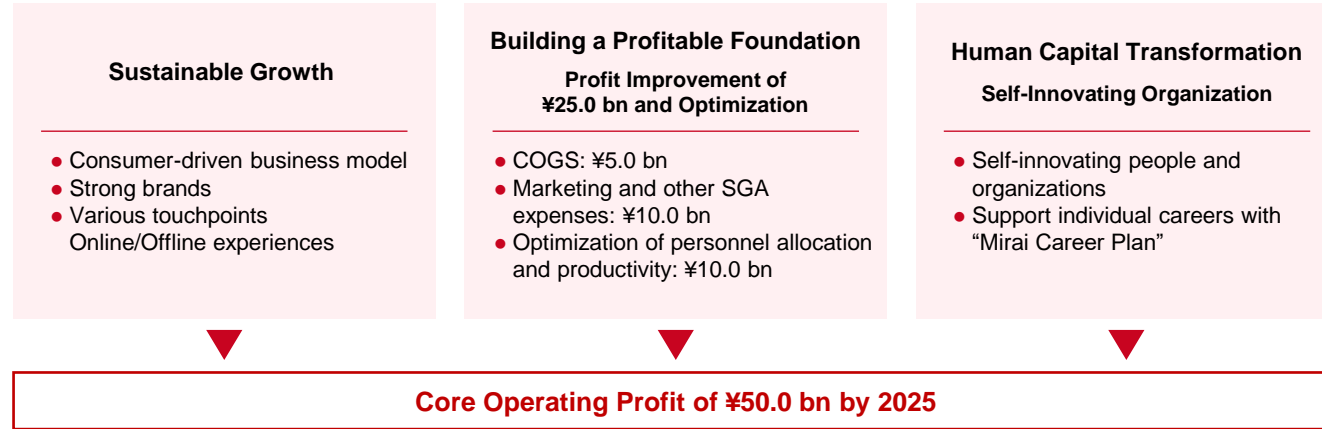 Sustainable Growth
● Consumer-driven business model
● Strong brands
● Various touchpoints
Online/Offline experiences
Building a Profitable Foundation
Profit Improvement of
¥25.0 bn and Optimization
● COGS: ¥5.0 bn
● Marketing and other SGA
expenses: ¥10.0 bn
● Optimization of personnel allocation
and productivity: ¥10.0 bn
Human Capital Transformation
Self-Innovating Organization
● Self-innovating people and
organizations
● Support individual careers with
“Mirai Career Plan”
Core Operating Profit of ¥50.0 bn by 2025